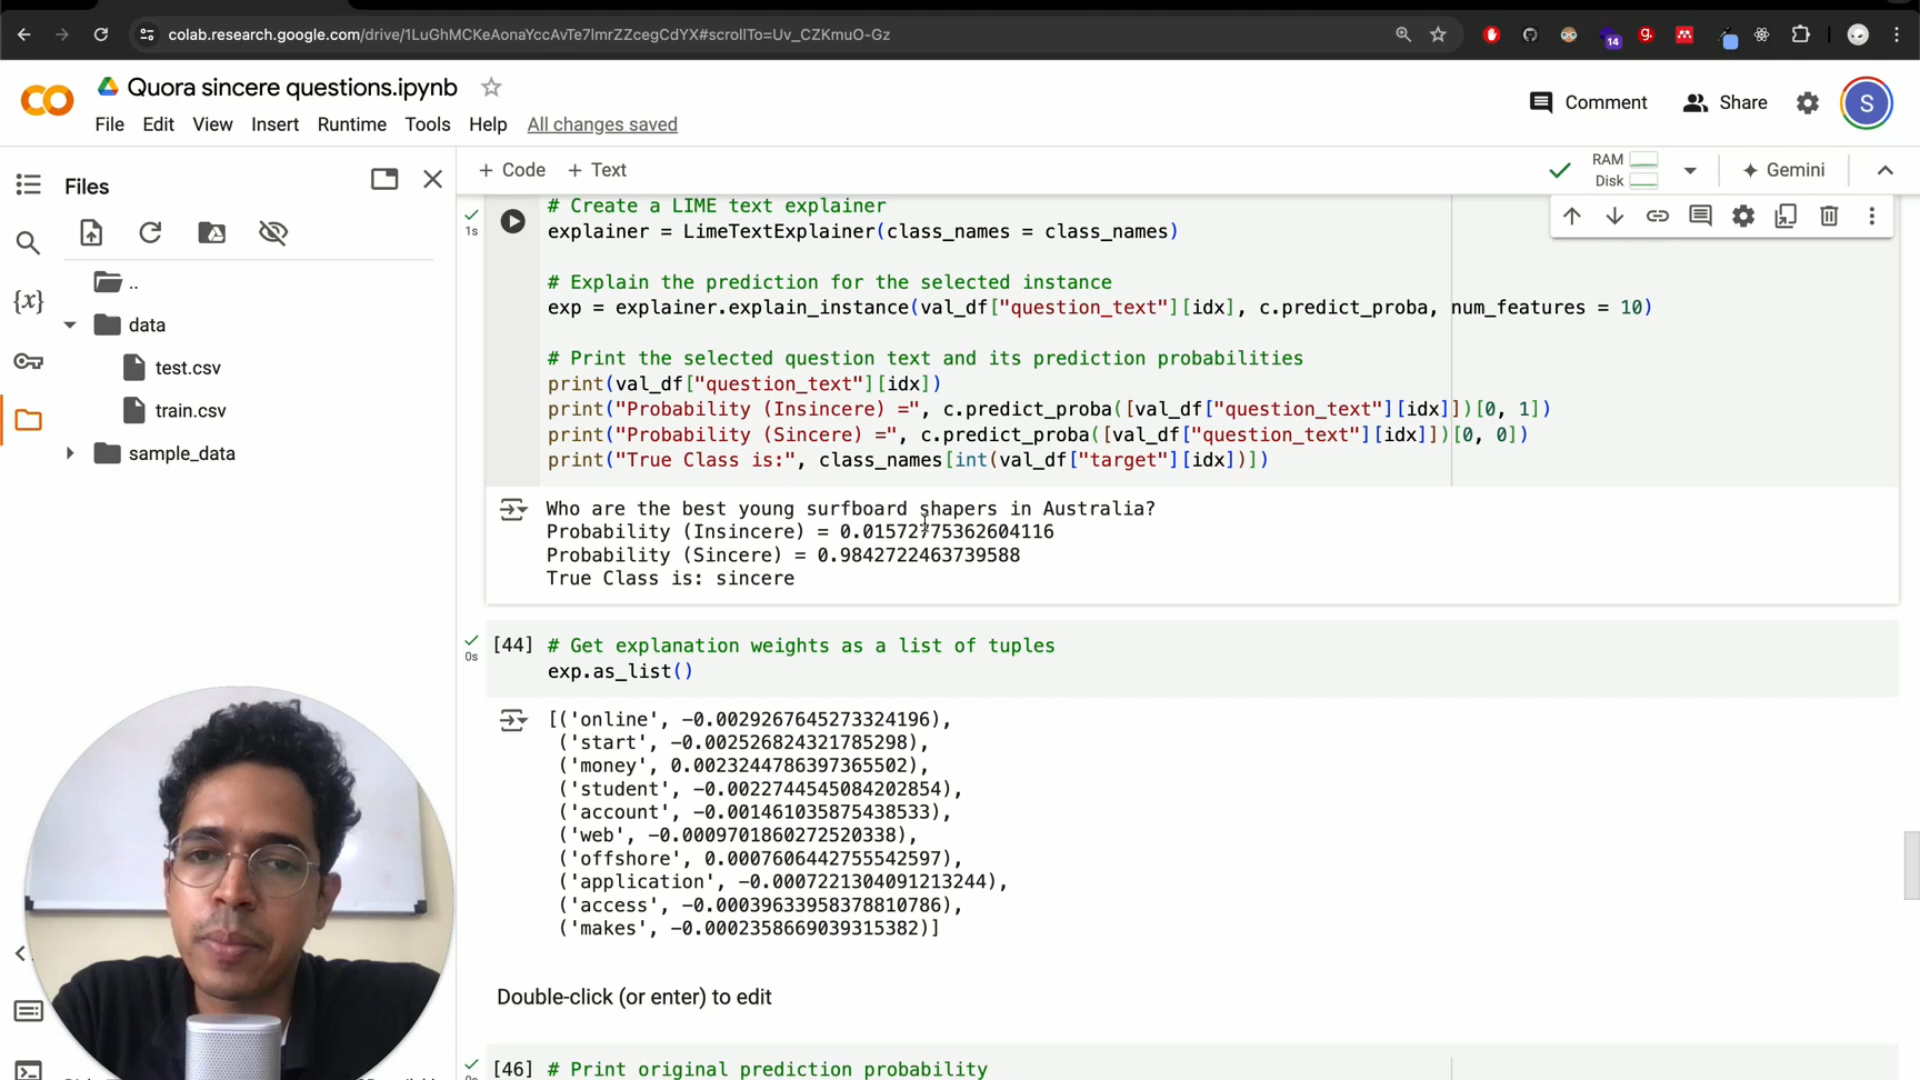 colab.research.google.com/drive/1LuGhMCKeAonaYccAvTe7lmrZZcegCdYX#scrollTo=Uv_CZKmuO-Gz
14
g.
Quora sincere questions.ipynb
Comment
Share
S
File Edit View Insert Runtime Tools Help All changes saved
Files
+ Code + Text
RAM
Disk
Gemini
..
data
test.csv
train.csv
sample_data
{x}
1s
# Create a LIME text explainer
explainer = LimeTextExplainer(class_names = class_names)
# Explain the prediction for the selected instance
exp = explainer.explain_instance(val_df["question_text"][idx], c.predict_proba, num_features = 10)
# Print the selected question text and its prediction probabilities
print(val_df["question_text"][idx])
print("Probability (Insincere) =", c.predict_proba([val_df["question_text"][idx]])[0, 1])
print("Probability (Sincere) =", c.predict_proba([val_df["question_text"][idx]])[0, 0])
print("True Class is:", class_names[int(val_df["target"][idx])])
Who are the best young surfboard shapers in Australia?
Probability (Insincere) = 0.01572775362604116
Probability (Sincere) = 0.9842722463739588
True Class is: sincere
0s
[44] # Get explanation weights as a list of tuples
exp.as_list()
[('online', -0.0029267645273324196),
('start', -0.002526824321785298),
('money', 0.0023244786397365502),
('student', -0.0022744545084202854),
('account', -0.001461035875438533),
('web', -0.0009701860272520338),
('offshore', 0.0007606442755542597),
('application', -0.0007221304091213244),
('access', -0.00039633958378810786),
('makes', -0.0002358669039315382)]
Double-click (or enter) to edit
[46] # Print original prediction probability